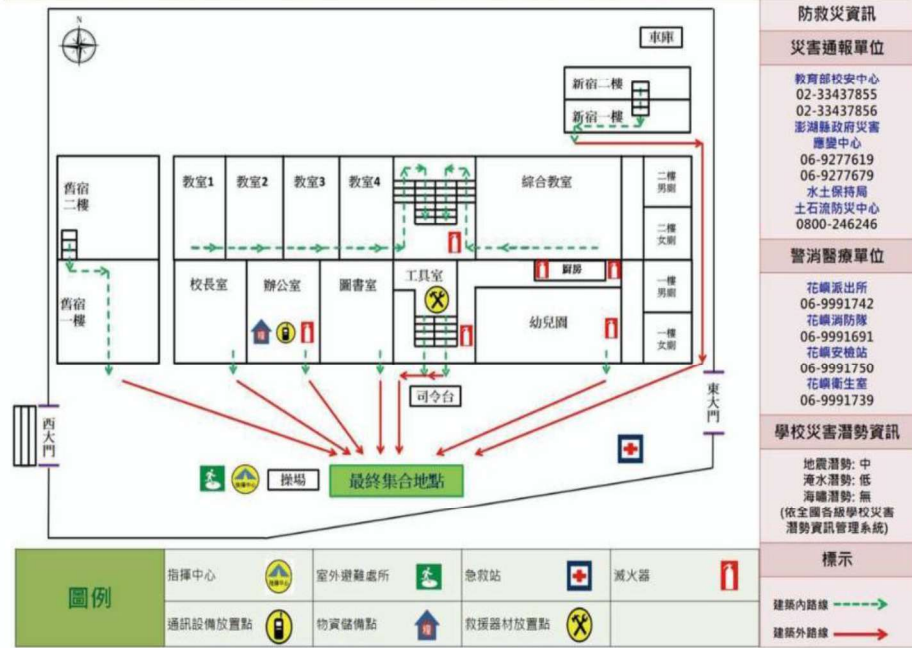 N
車庫
新宿二樓
新宿一樓
舊宿
二樓
舊宿
一樓
教室1
教室2
教室3
教室4
綜合教室
二樓
男廁
二樓
女廁
校長室
辦公室
圖書室
工具室
廚房
幼兒園
一樓
男廁
一樓
女廁
司令台
西大門
東大門
操場
最終集合地點
圖例
指揮中心
室外避難處所
急救站
滅火器
通訊設備放置點
物資儲備點
救援器材放置點
防救災資訊
災害通報單位
教育部校安中心
02-33437855
02-33437856
澎湖縣政府災害
應變中心
06-9277619
06-9277679
水土保持局
土石流防災中心
0800-246246
警消醫療單位
花嶼派出所
06-9991742
花嶼消防隊
06-9991691
花嶼安檢站
06-9991750
花嶼衛生室
06-9991739
學校災害潛勢資訊
地震潛勢: 中
淹水潛勢: 低
海嘯潛勢: 無
(依全國各級學校災害
潛勢資訊管理系統)
標示
建築內路線
建築外路線